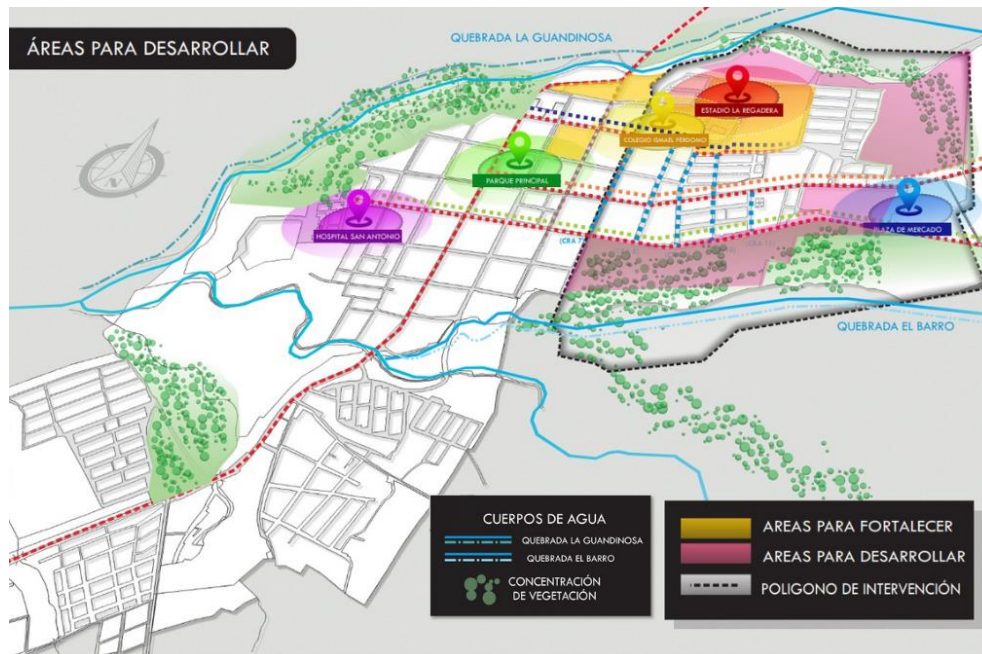 ÁREAS PARA DESARROLLAR
QUEBRADA LA GUANDINOSA
ESTADIO LA REGADERA
COLEGIO ISMAEL PERDOMO
PARQUE PRINCIPAL
HOSPITAL SAN ANTONIO
PLAZA DE MERCADO
(CRA 7)
QUEBRADA EL BARRO
N
CUERPOS DE AGUA
QUEBRADA LA GUANDINOSA
QUEBRADA EL BARRO
CONCENTRACIÓN
DE VEGETACIÓN
AREAS PARA FORTALECER
AREAS PARA DESARROLLAR
POLIGONO DE INTERVENCIÓN